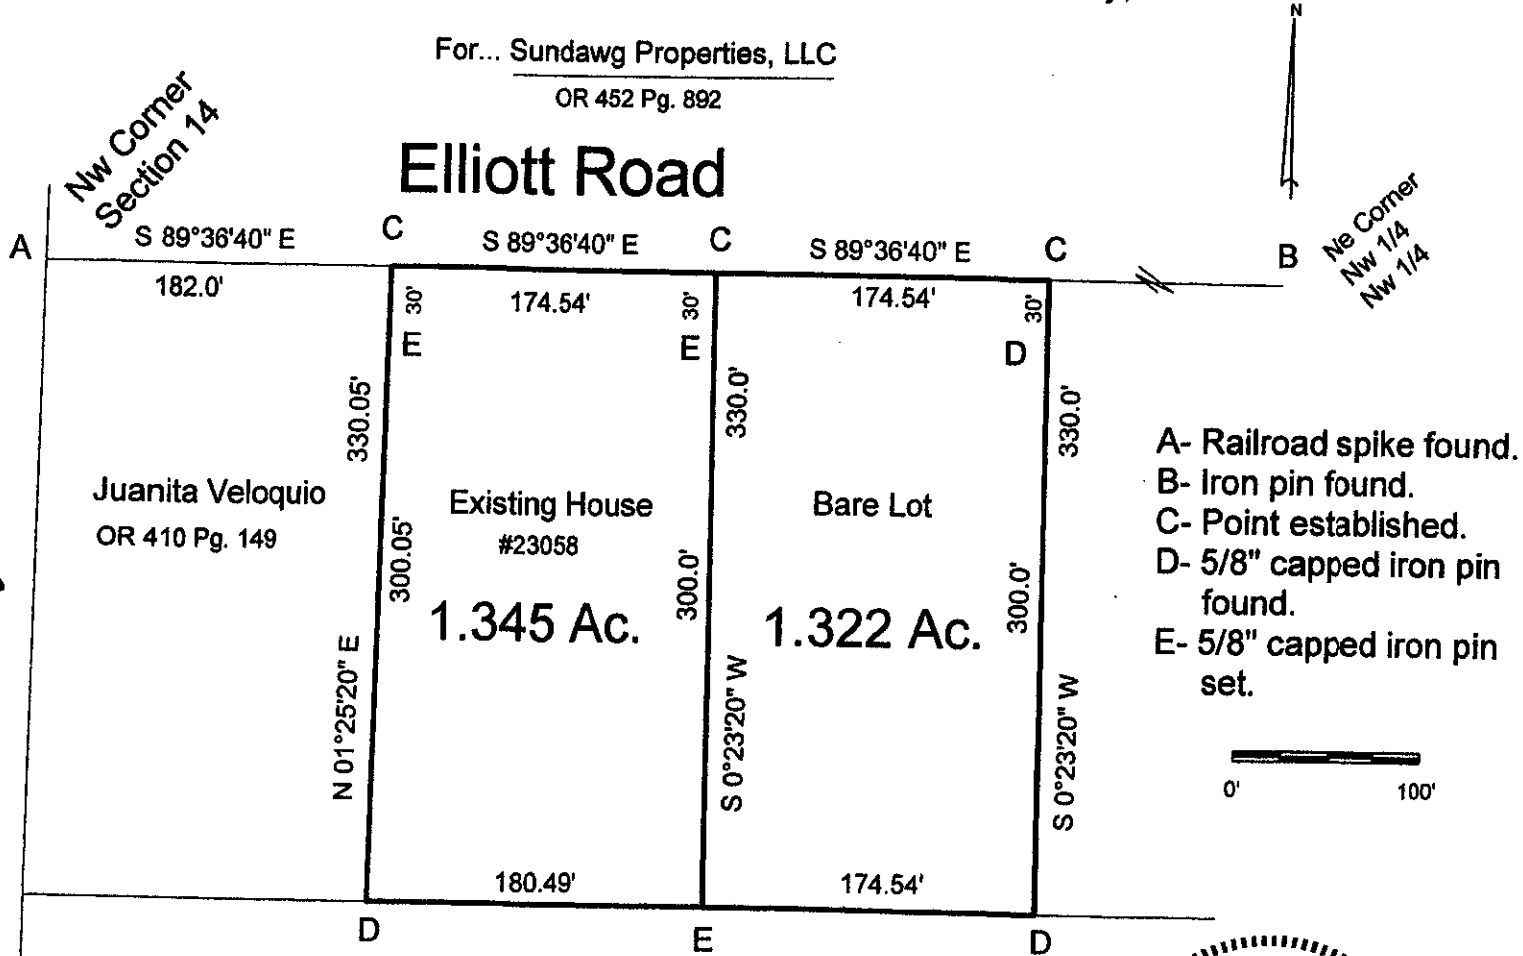 For... Sundawg Properties, LLC
OR 452 Pg. 892
N
Nw Corner
Section 14
Elliott Road
Ne Corner
Nw 1/4
Nw 1/4
A
S 89°36'40" E
C
S 89°36'40" E
C
S 89°36'40" E
C
B
182.0'
30'
174.54'
30'
174.54'
30'
E
E
D
330.05'
330.0'
330.0'
A- Railroad spike found.
B- Iron pin found.
C- Point established.
D- 5/8" capped iron pin
found.
E- 5/8" capped iron pin
set.
Juanita Veloquio
OR 410 Pg. 149
Existing House
#23058
Bare Lot
300.05'
300.0'
300.0'
1.345 Ac.
1.322 Ac.
N 01°25'20" E
S 0°23'20" W
S 0°23'20" W
0'
100'
180.49'
174.54'
D
E
D